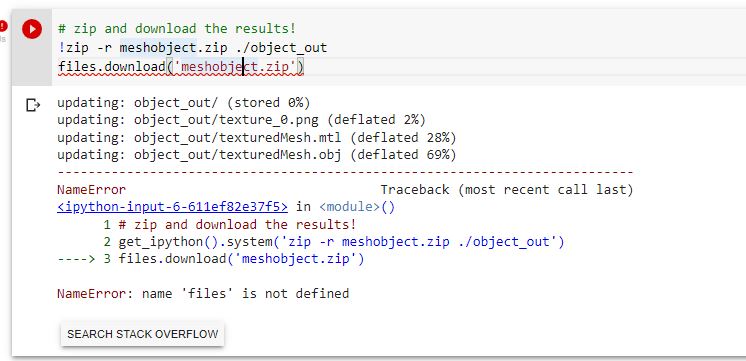 # zip and download the results!
!zip -r meshobject.zip ./object_out
files.download('meshobject.zip')
updating: object_out/ (stored 0%)
updating: object_out/texture_0.png (deflated 2%)
updating: object_out/texturedMesh.mtl (deflated 28%)
updating: object_out/texturedMesh.obj (deflated 69%)
---------------------------------------------------------------------------
NameError                                 Traceback (most recent call last)
<ipython-input-6-611ef82e37f5> in <module>()
      1 # zip and download the results!
      2 get_ipython().system('zip -r meshobject.zip ./object_out')
----> 3 files.download('meshobject.zip')
NameError: name 'files' is not defined
SEARCH STACK OVERFLOW